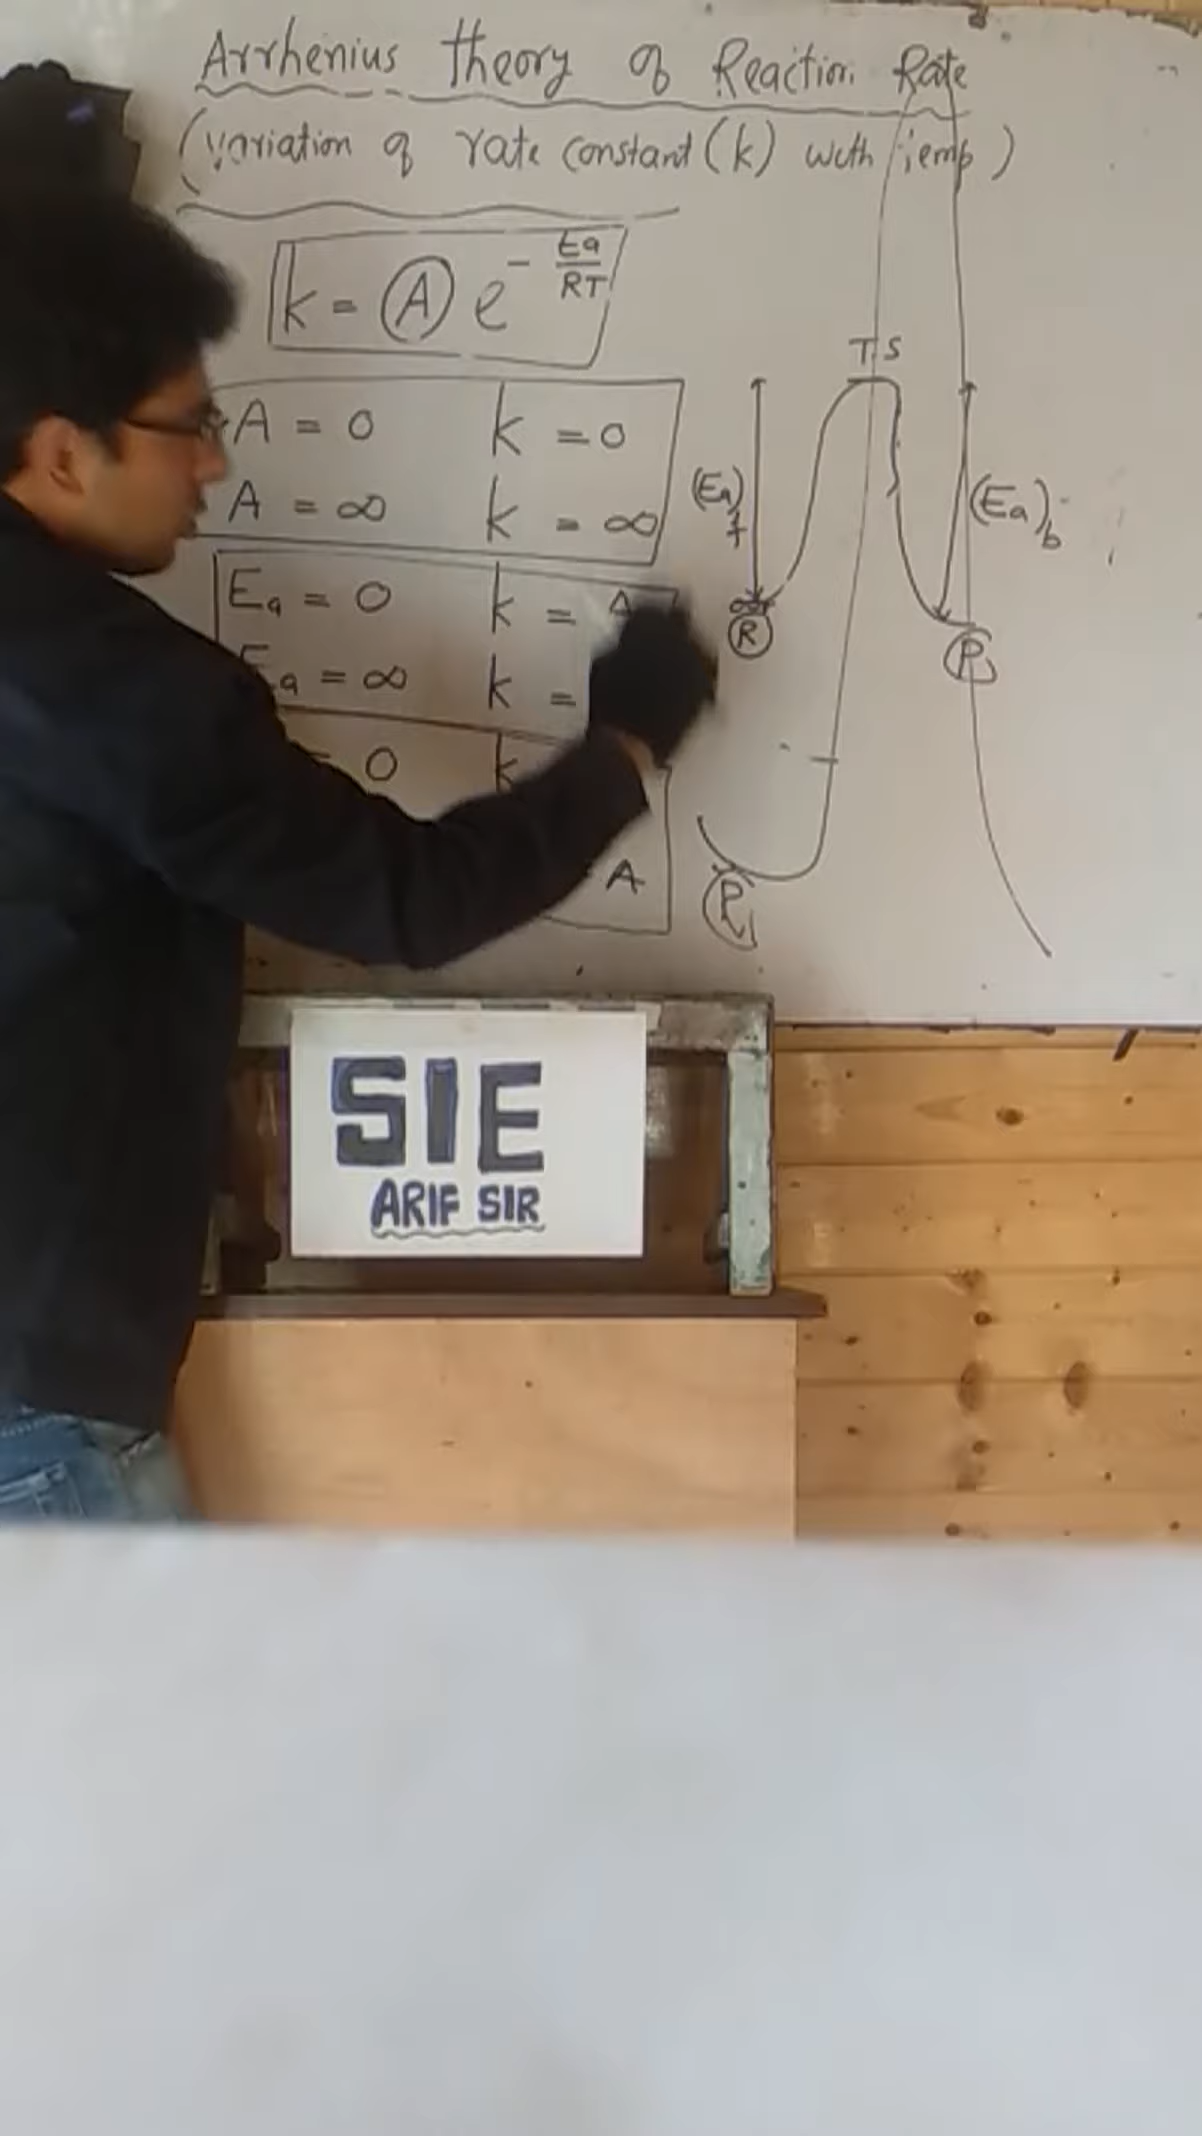 Arrhenius theory of Reaction Rate
(variation of rate constant (k) with temp)
k = A e^-Ea/RT
A = 0 k = 0
A = ∞ k = ∞
Ea = 0 k = A
Ea = ∞ k =
= 0 k
A
T.S
(Ea)f
(Ea)b
R
P
R
SIE
ARIF SIR